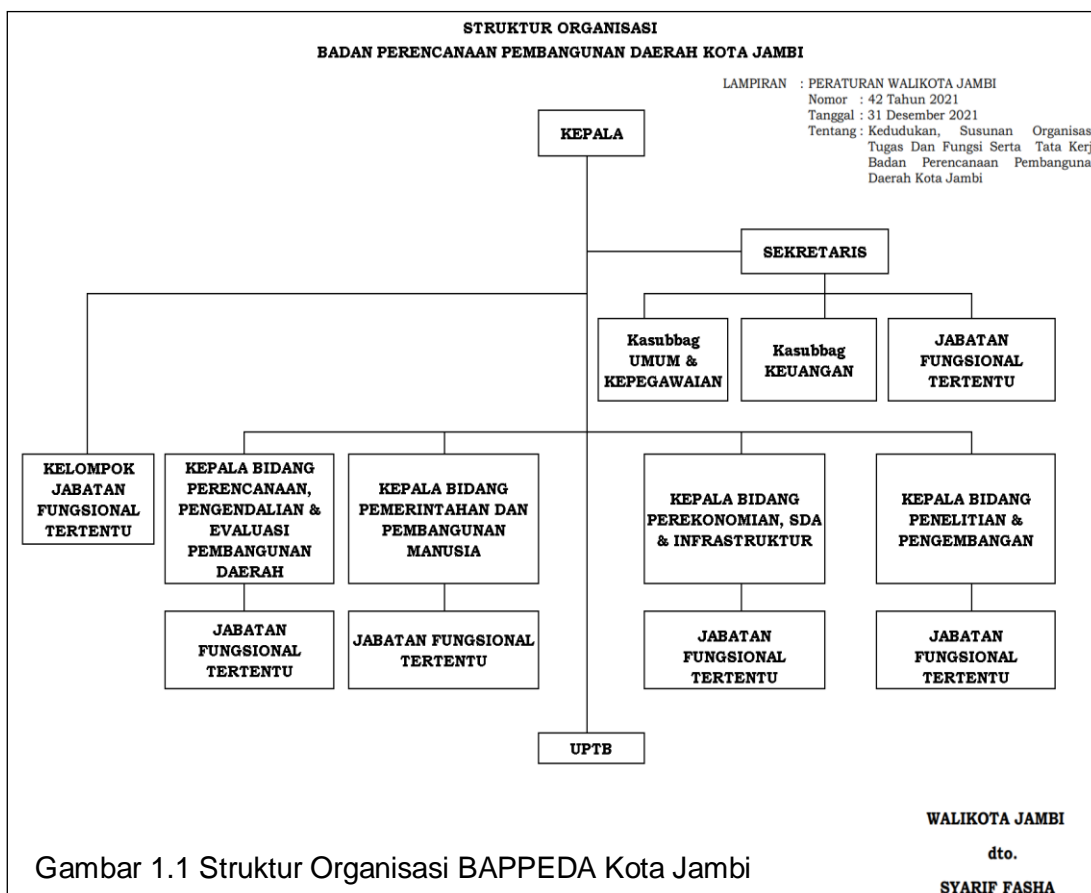 STRUKTUR ORGANISASI
BADAN PERENCANAAN PEMBANGUNAN DAERAH KOTA JAMBI
LAMPIRAN : PERATURAN WALIKOTA JAMBI
Nomor : 42 Tahun 2021
Tanggal : 31 Desember 2021
Tentang : Kedudukan, Susunan Organisas
Tugas Dan Fungsi Serta Tata Kerj
Badan Perencanaan Pembanguna
Daerah Kota Jambi
KEPALA
SEKRETARIS
Kasubbag
UMUM &
KEPEGAWAIAN
Kasubbag
KEUANGAN
JABATAN
FUNGSIONAL
TERTENTU
KELOMPOK
JABATAN
FUNGSIONAL
TERTENTU
KEPALA BIDANG
PERENCANAAN,
PENGENDALIAN &
EVALUASI
PEMBANGUNAN
DAERAH
KEPALA BIDANG
PEMERINTAHAN DAN
PEMBANGUNAN
MANUSIA
KEPALA BIDANG
PEREKONOMIAN, SDA
& INFRASTRUKTUR
KEPALA BIDANG
PENELITIAN &
PENGEMBANGAN
JABATAN
FUNGSIONAL
TERTENTU
JABATAN FUNGSIONAL
TERTENTU
JABATAN
FUNGSIONAL
TERTENTU
JABATAN
FUNGSIONAL
TERTENTU
UPTB
WALIKOTA JAMBI
dto.
SYARIF FASHA
Gambar 1.1 Struktur Organisasi BAPPEDA Kota Jambi